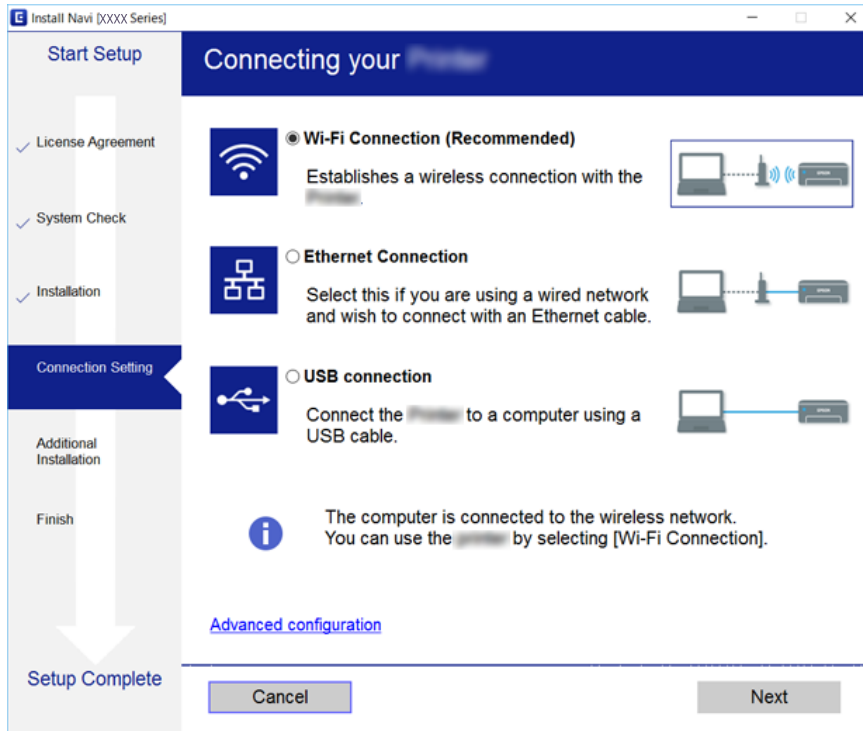 Install Navi [XXXX Series]
Start Setup
License Agreement
System Check
Installation
Connection Setting
Additional
Installation
Finish
Setup Complete
Connecting your
Wi-Fi Connection (Recommended)
Establishes a wireless connection with the
.
Ethernet Connection
Select this if you are using a wired network
and wish to connect with an Ethernet cable.
USB connection
Connect the to a computer using a
USB cable.
The computer is connected to the wireless network.
You can use the by selecting [Wi-Fi Connection].
Advanced configuration
Cancel
Next